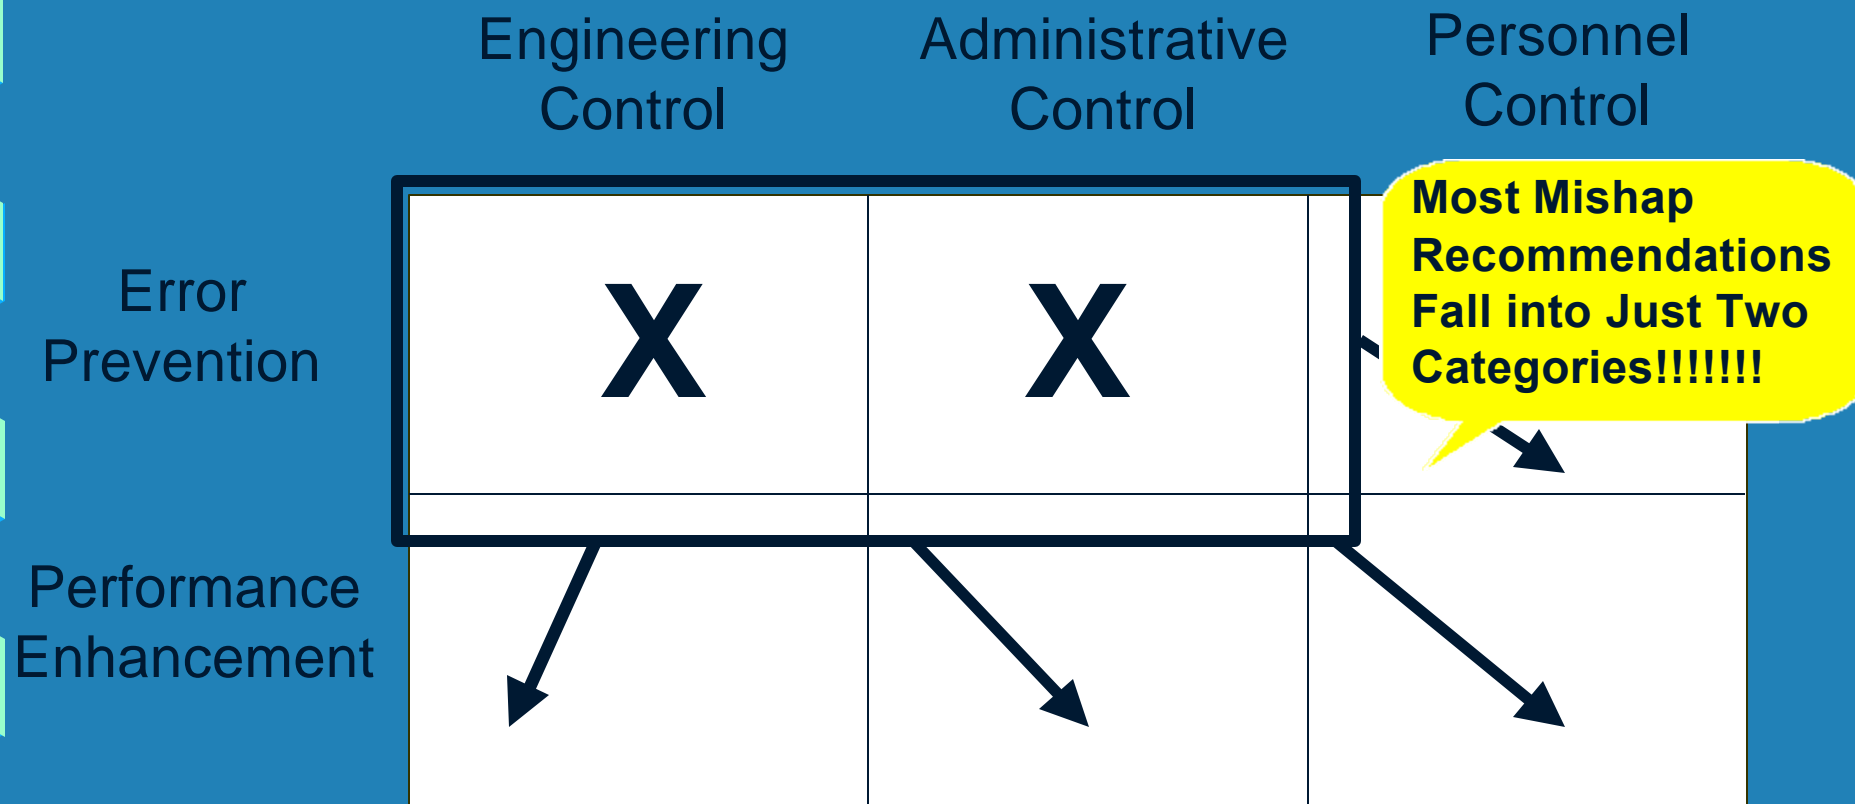 Engineering
Control
Administrative
Control
Personnel
Control
Error
Prevention
X
X
Most Mishap
Recommendations
Fall into Just Two
Categories!!!!!!!
Performance
Enhancement